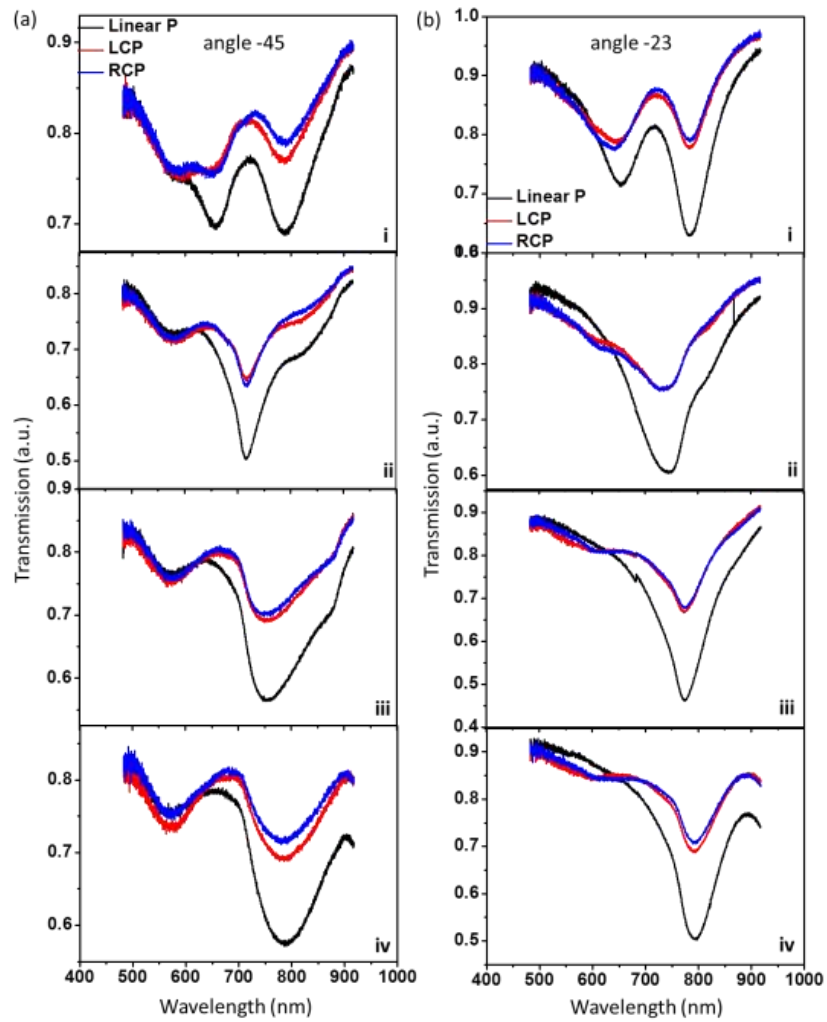 (a)
Linear P
LCP
RCP
angle -45
0.9
0.8
0.7
i
0.8
0.7
0.6
0.5
ii
0.9
0.8
0.7
0.6
iii
0.8
0.7
0.6
iv
400 500 600 700 800 900 1000
Wavelength (nm)
Transmission (a.u.)
(b)
angle -23
1.0
0.9
0.8
0.7
0.6
Linear P
LCP
RCP
i
0.9
0.8
0.7
0.6
ii
0.9
0.8
0.7
0.6
0.5
0.4
iii
0.9
0.8
0.7
0.6
0.5
iv
400 500 600 700 800 900 1000
Wavelength (nm)
Transmission (a.u.)